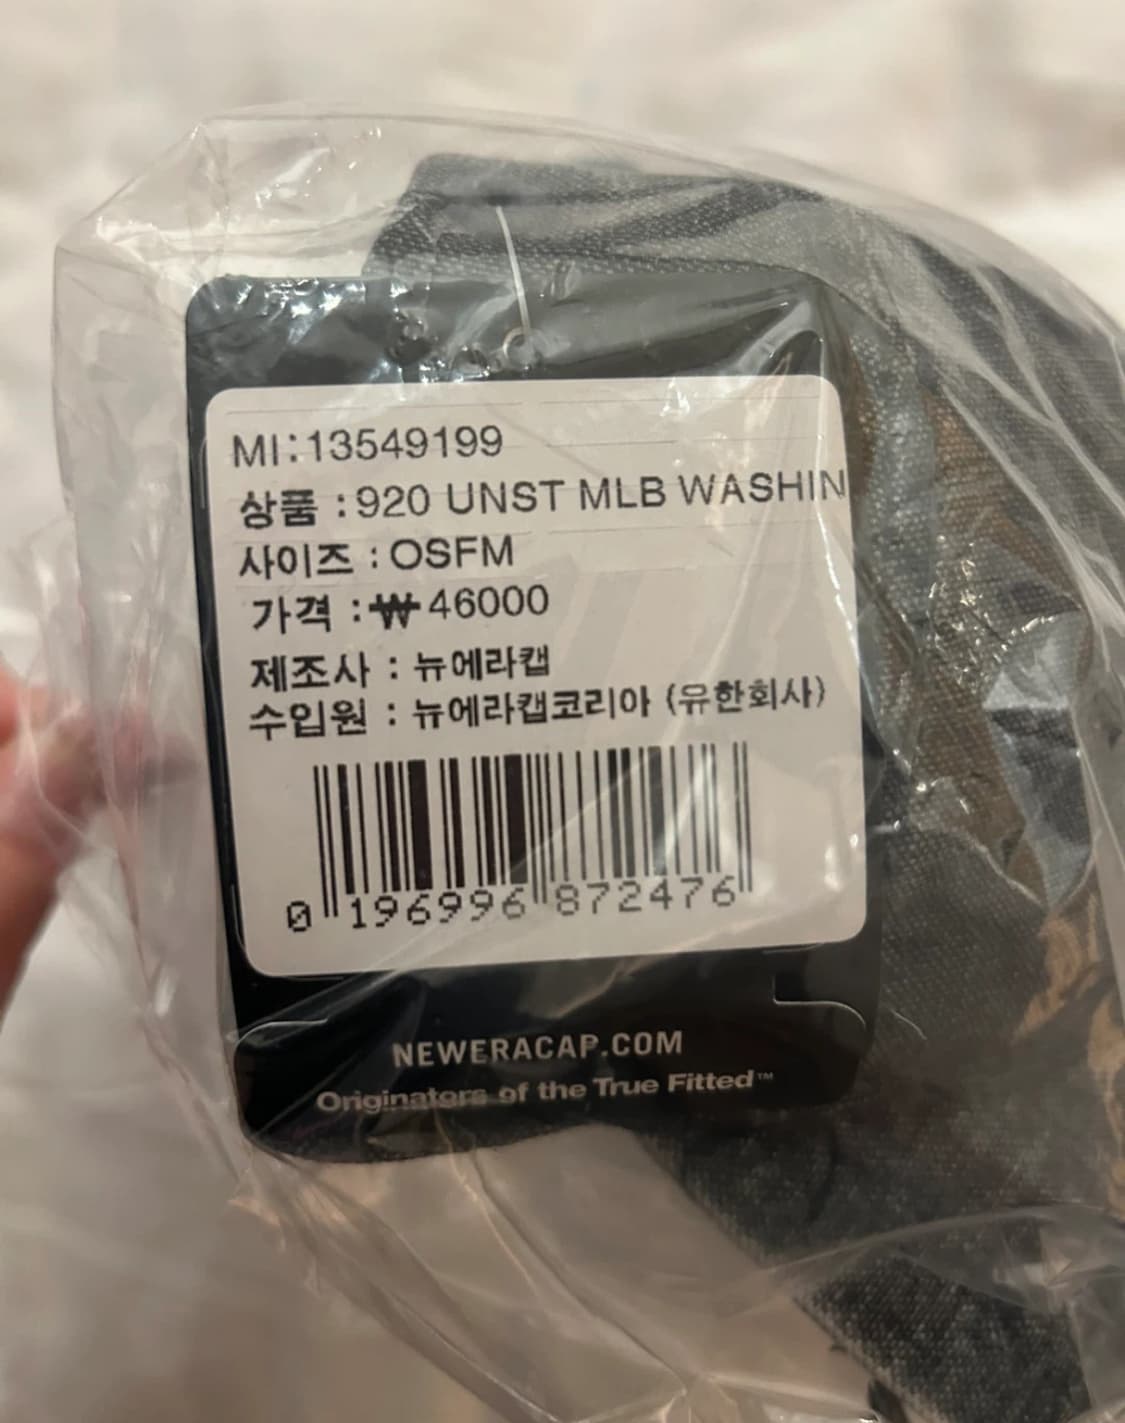 MI:13549199
상품 :920 UNST MLB WASHIN
사이즈 : OSFM
가격 :₩46000
제조사 : 뉴에라캡
수입원 : 뉴에라캡코리아 (유한회사)
0 196996 872476
NEWERACAP.COM
Originators of the True Fitted™